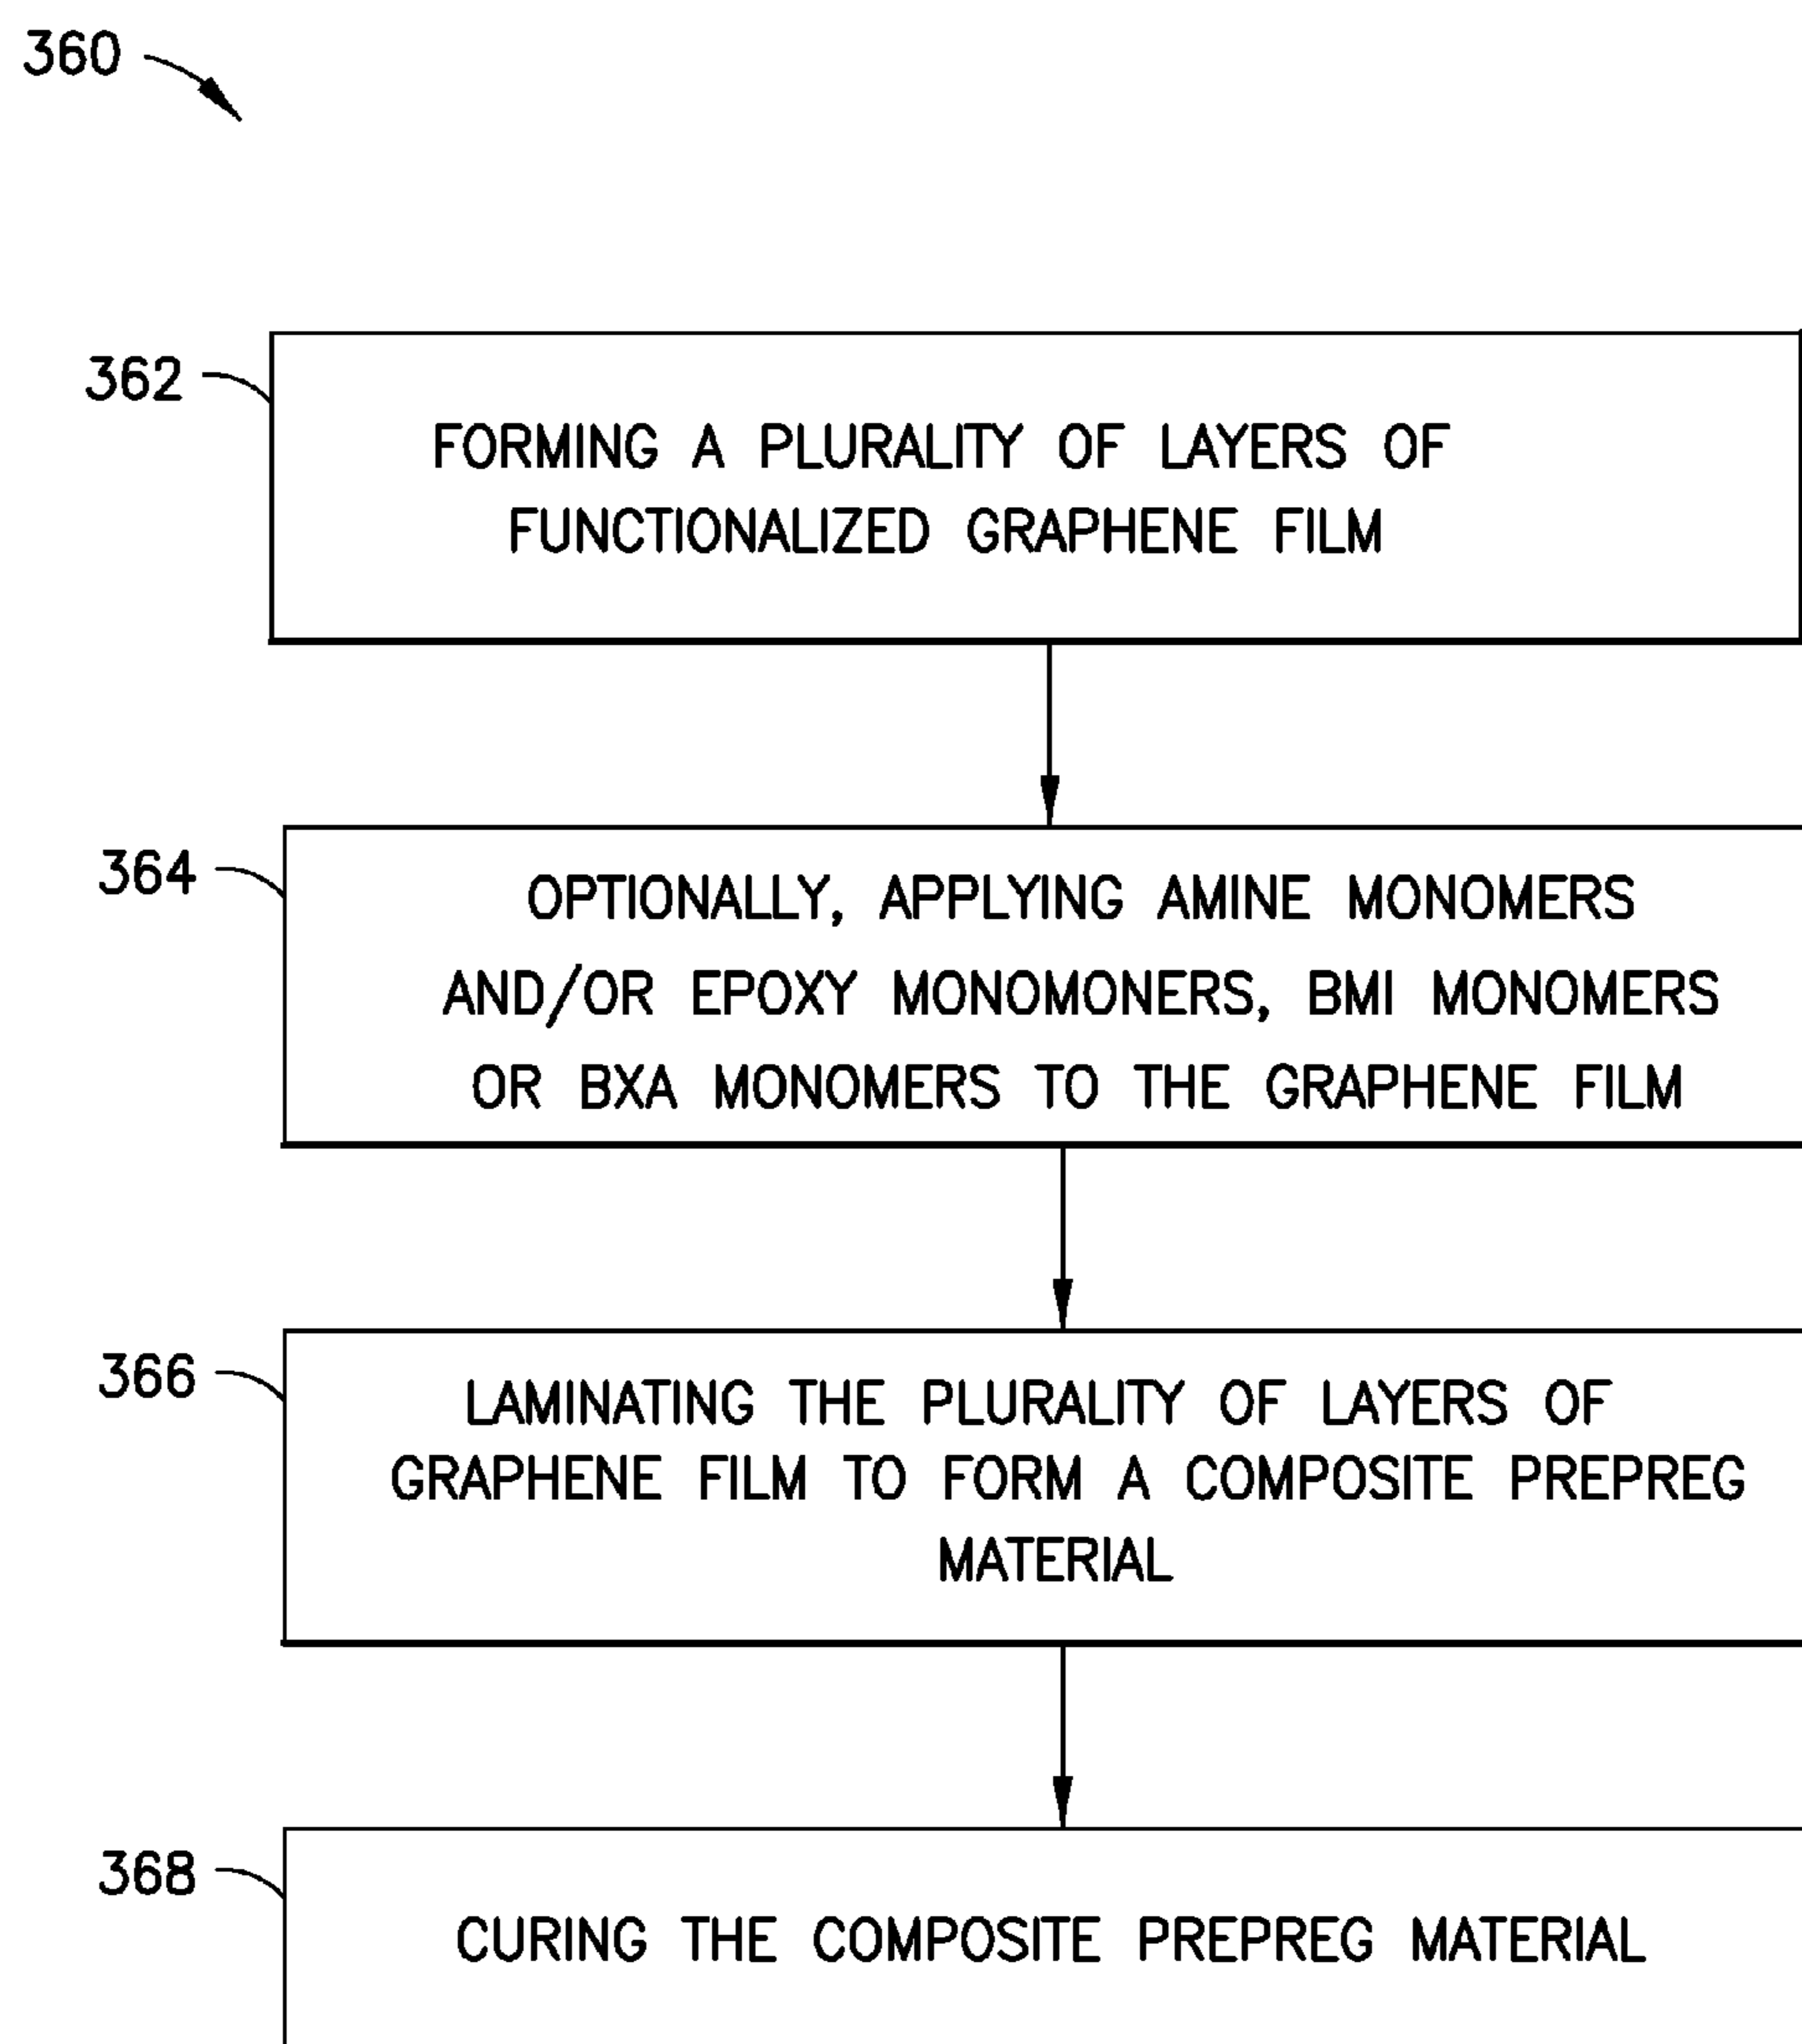 360
362
FORMING A PLURALITY OF LAYERS OF
FUNCTIONALIZED GRAPHENE FILM
364
OPTIONALLY, APPLYING AMINE MONOMERS
AND/OR EPOXY MONOMONERS, BMI MONOMERS
OR BXA MONOMERS TO THE GRAPHENE FILM
366
LAMINATING THE PLURALITY OF LAYERS OF
GRAPHENE FILM TO FORM A COMPOSITE PREPREG
MATERIAL
368
CURING THE COMPOSITE PREPREG MATERIAL